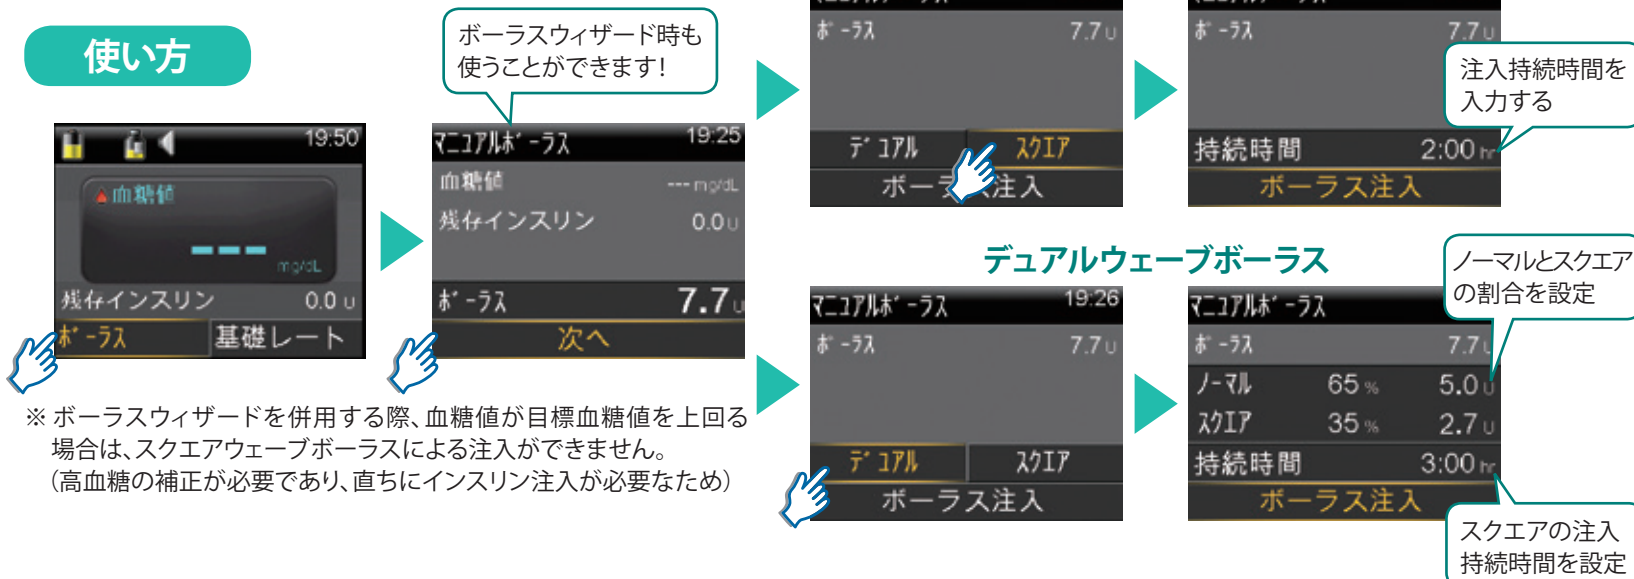 使い方
ボーラスウィザード時も
使うことができます!
19:50
血糖値
--- mg/dL
残存インスリン 0.0 U
ボーラス 基礎レート
マニュアルボーラス 19:25
血糖値 --- mg/dL
残存インスリン 0.0 U
ボーラス 7.7 U
次へ
※ ボーラスウィザードを併用する際、血糖値が目標血糖値を上回る
場合は、スクエアウェーブボーラスによる注入ができません。
(高血糖の補正が必要であり、直ちにインスリン注入が必要なため)
ボーラス 7.7 U
デュアル スクエア
ボーラス注入
ボーラス 7.7 U
持続時間 2:00 hr
ボーラス注入
注入持続時間を
入力する
デュアルウェーブボーラス
マニュアルボーラス 19:26
ボーラス 7.7 U
デュアル スクエア
ボーラス注入
マニュアルボーラス
ボーラス 7.7 U
ノーマル 65 % 5.0 U
スクエア 35 % 2.7 U
持続時間 3:00 hr
ボーラス注入
ノーマルとスクエア
の割合を設定
スクエアの注入
持続時間を設定